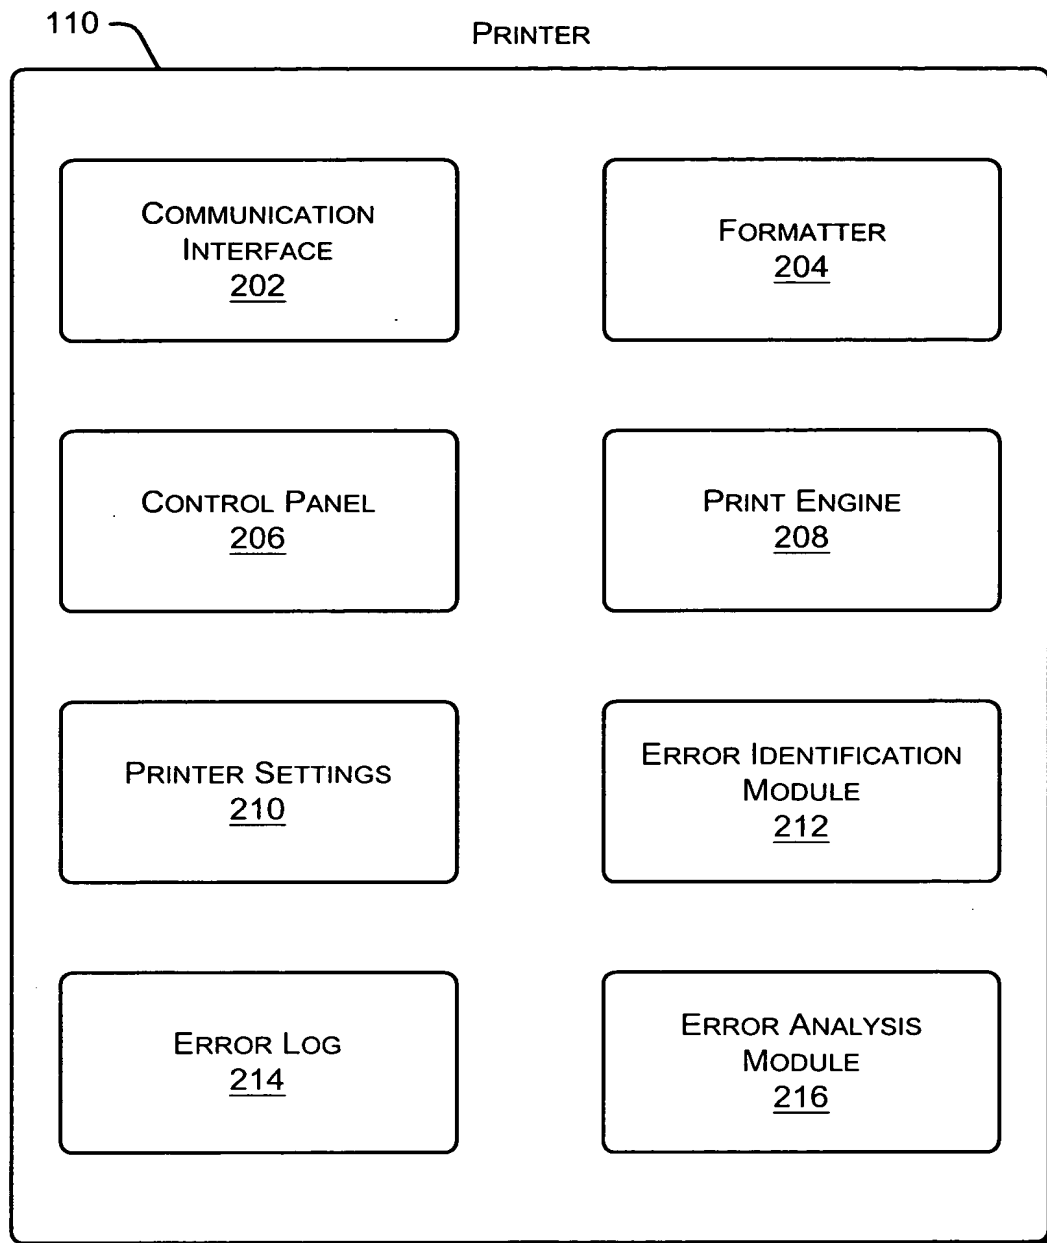 110
PRINTER
COMMUNICATION
INTERFACE
202
FORMATTER
204
CONTROL PANEL
206
PRINT ENGINE
208
PRINTER SETTINGS
210
ERROR IDENTIFICATION
MODULE
212
ERROR LOG
214
ERROR ANALYSIS
MODULE
216